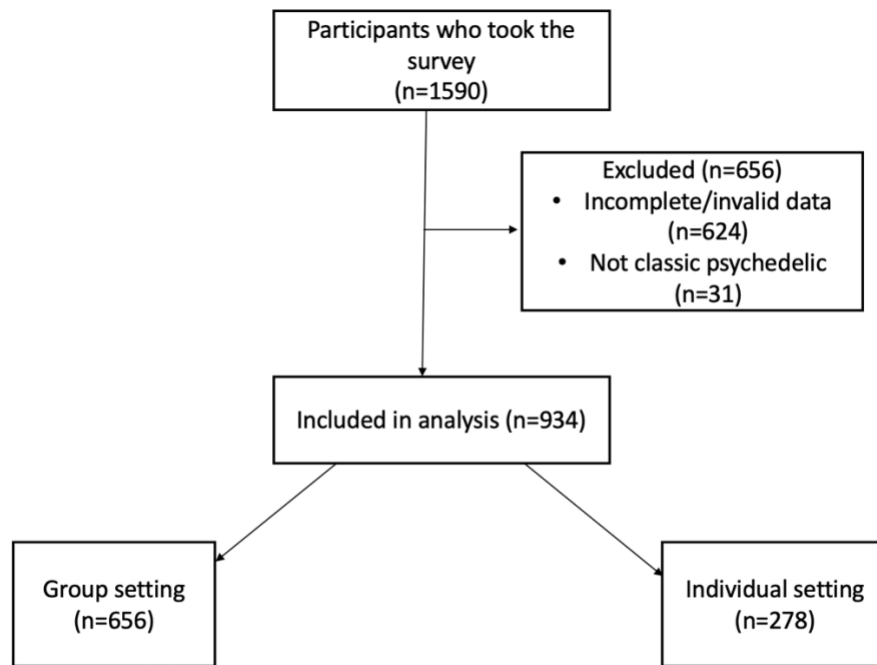 Participants who took the
survey
(n=1590)
Excluded (n=656)
• Incomplete/invalid data
(n=624)
• Not classic psychedelic
(n=31)
Included in analysis (n=934)
Group setting
(n=656)
Individual setting
(n=278)